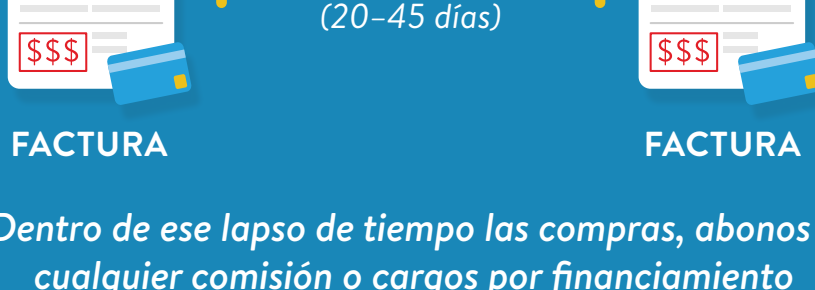 (20–45 días)
$$$ $$$
FACTURA FACTURA
Dentro de ese lapso de tiempo las compras, abonos
cualquier comisión o cargos por financiamiento